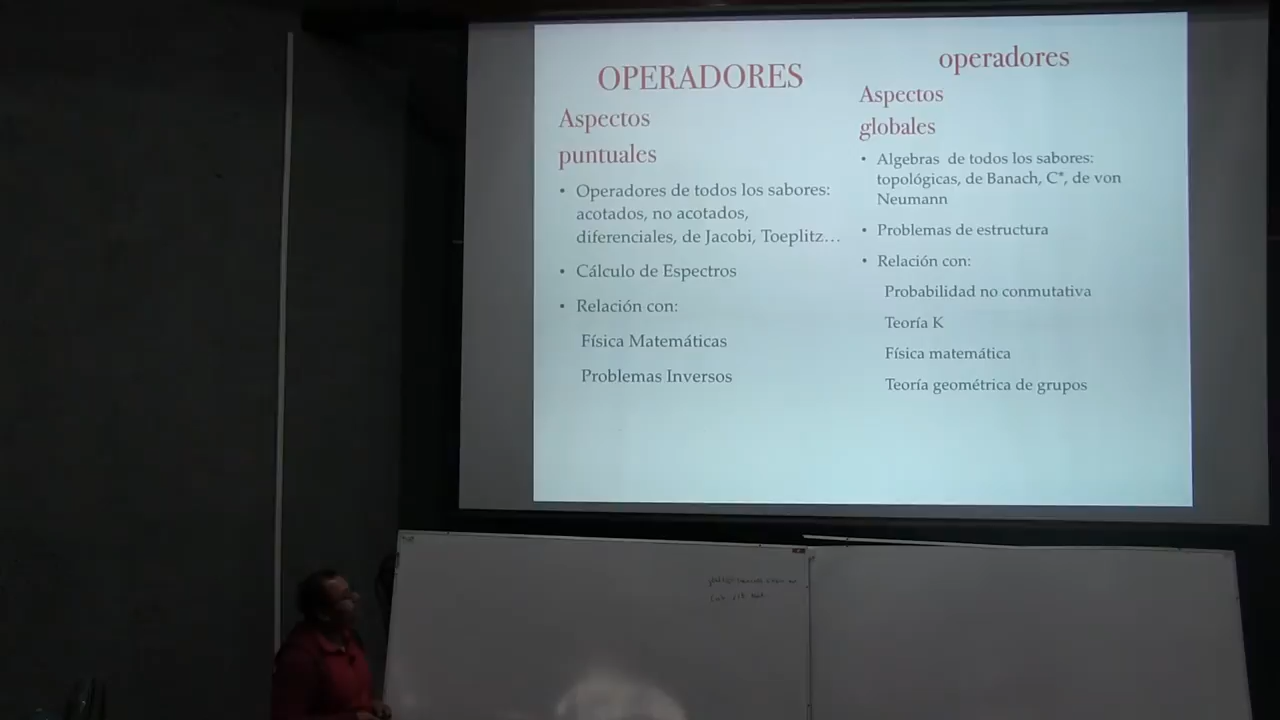 OPERADORES
Aspectos
puntuales
• Operadores de todos los sabores:
acotados, no acotados,
diferenciales, de Jacobi, Toeplitz…
• Cálculo de Espectros
• Relación con:
Física Matemáticas
Problemas Inversos
operadores
Aspectos
globales
• Algebras de todos los sabores:
topológicas, de Banach, C*, de von
Neumann
• Problemas de estructura
• Relación con:
Probabilidad no conmutativa
Teoría K
Física matemática
Teoría geométrica de grupos